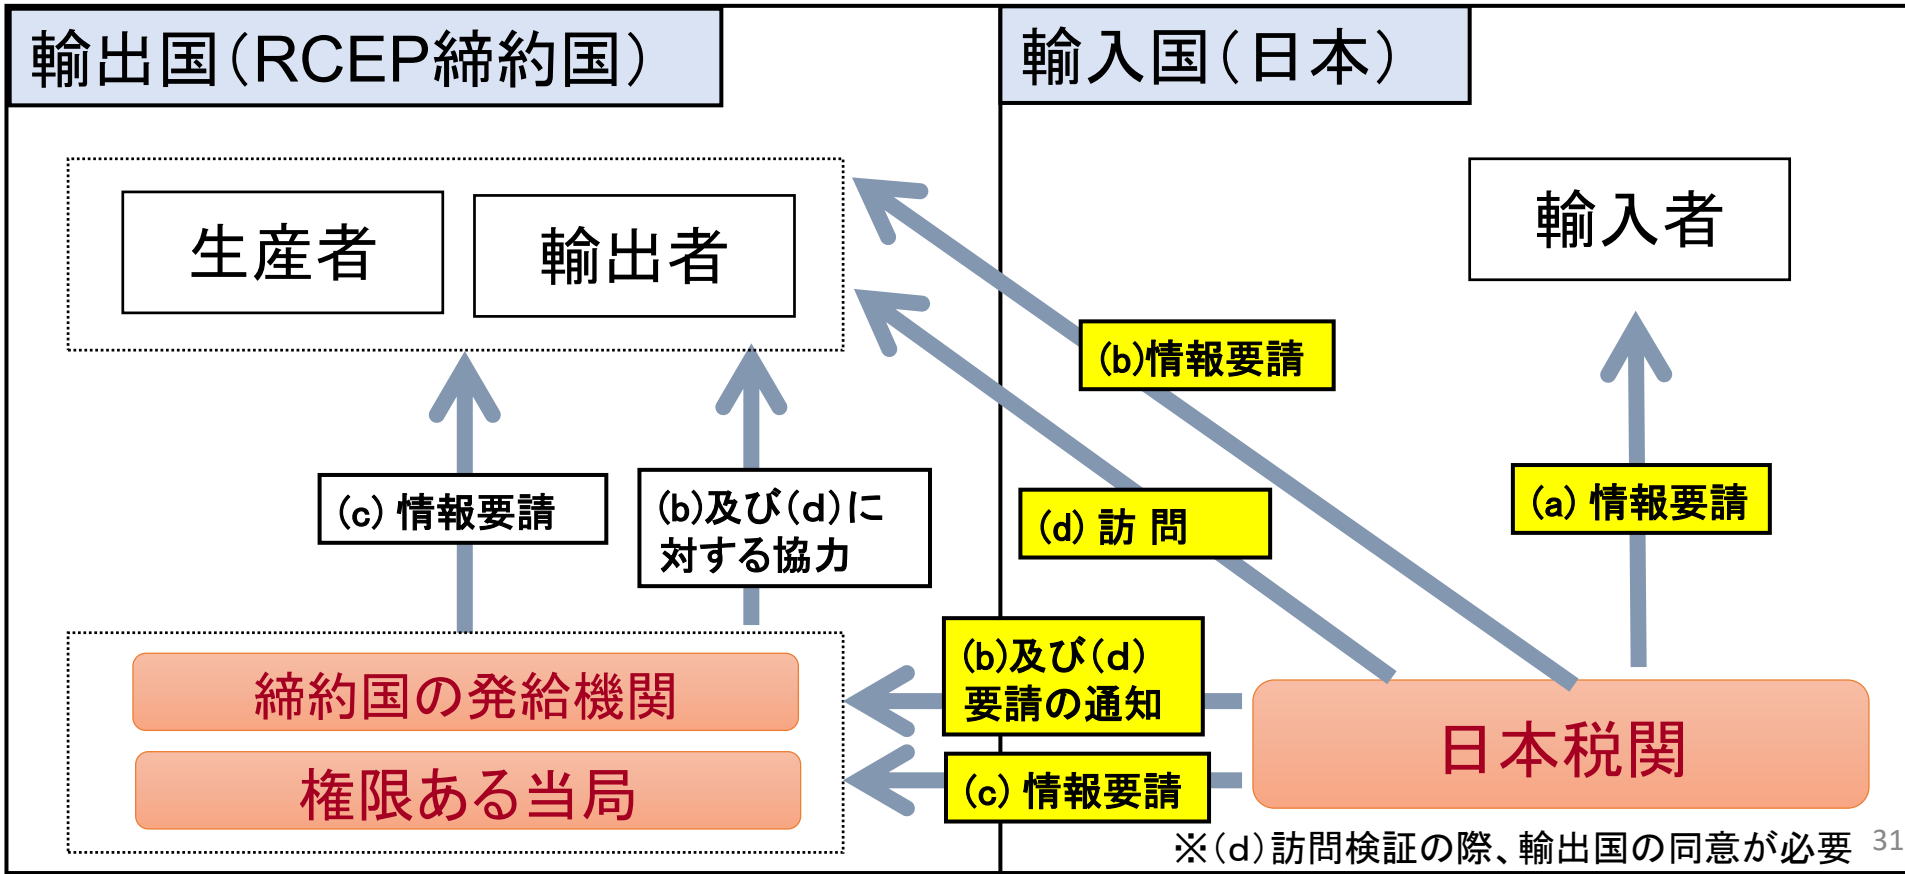 輸出国（RCEP締約国）
輸入国（日本）
生産者
輸出者
輸入者
(b)情報要請
(a) 情報要請
(c) 情報要請
(b)及び(d)に
対する協力
(d) 訪 問
(b)及び(d)
要請の通知
(c) 情報要請
締約国の発給機関
権限ある当局
日本税関
※(d)訪問検証の際、輸出国の同意が必要
31